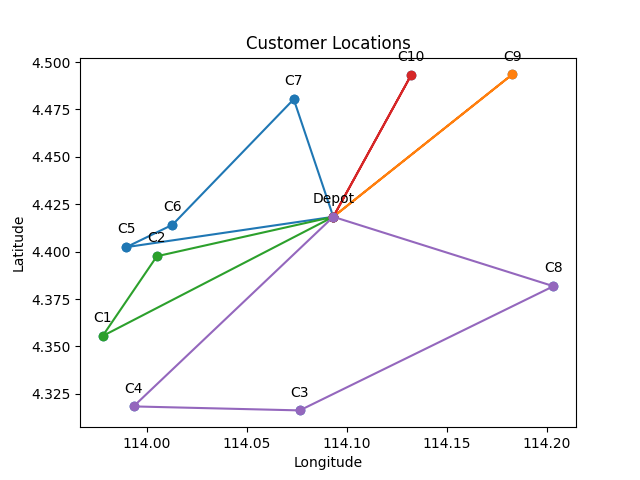 Customer Locations
C10
C9
C7
Depot
C6
C5
C2
C8
C1
C4
C3
4.500
4.475
4.450
4.425
4.400
4.375
4.350
4.325
Latitude
114.00 114.05 114.10 114.15 114.20
Longitude